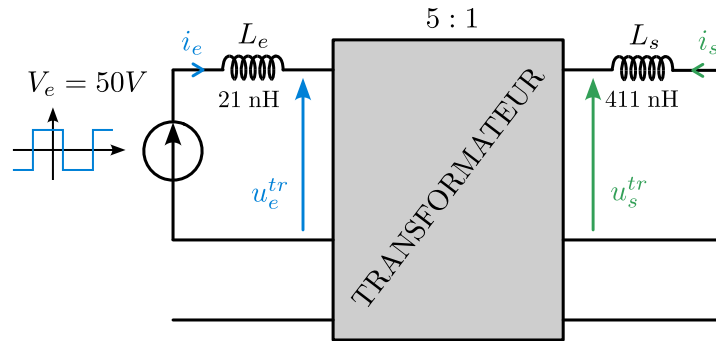 5 : 1
i_e
L_e
L_s
i_s
V_e = 50V
21 nH
411 nH
TRANSFORMATEUR
u_e^{tr}
u_s^{tr}